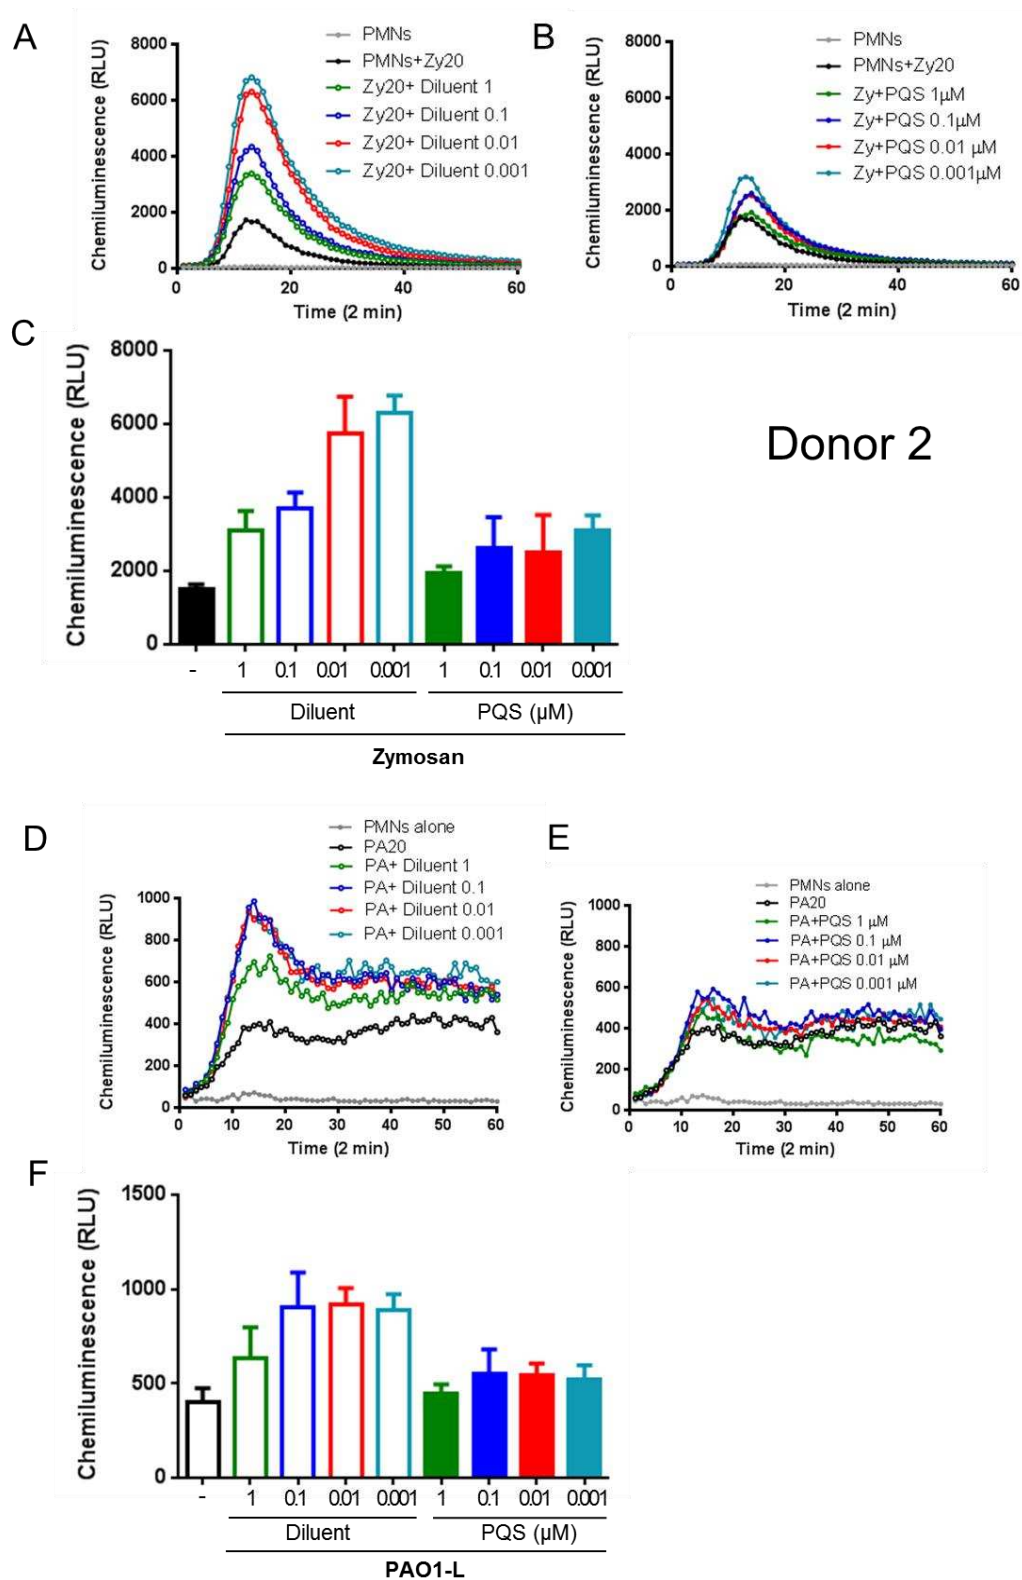 A
Chemiluminescence (RLU)
8000
6000
4000
2000
0
0 20 40 60
Time (2 min)
PMNs
PMNs+Zy20
Zy20+ Diluent 1
Zy20+ Diluent 0.1
Zy20+ Diluent 0.01
Zy20+ Diluent 0.001
B
Chemiluminescence (RLU)
8000
6000
4000
2000
0
0 20 40 60
Time (2 min)
PMNs
PMNs+Zy20
Zy+PQS 1µM
Zy+PQS 0.1µM
Zy+PQS 0.01 µM
Zy+PQS 0.001µM
C
Chemiluminescence (RLU)
8000
6000
4000
2000
0
- 1 0.1 0.01 0.001 1 0.1 0.01 0.001
Diluent PQS (µM)
Zymosan
Donor 2
D
Chemiluminescence (RLU)
1000
800
600
400
200
0
0 10 20 30 40 50 60
Time (2 min)
PMNs alone
PA20
PA+ Diluent 1
PA+ Diluent 0.1
PA+ Diluent 0.01
PA+ Diluent 0.001
E
Chemiluminescence (RLU)
1000
800
600
400
200
0
0 10 20 30 40 50 60
Time (2 min)
PMNs alone
PA20
PA+PQS 1 µM
PA+PQS 0.1 µM
PA+PQS 0.01 µM
PA+PQS 0.001 µM
F
Chemiluminescence (RLU)
1500
1000
500
0
- 1 0.1 0.01 0.001 1 0.1 0.01 0.001
Diluent PQS (µM)
PAO1-L